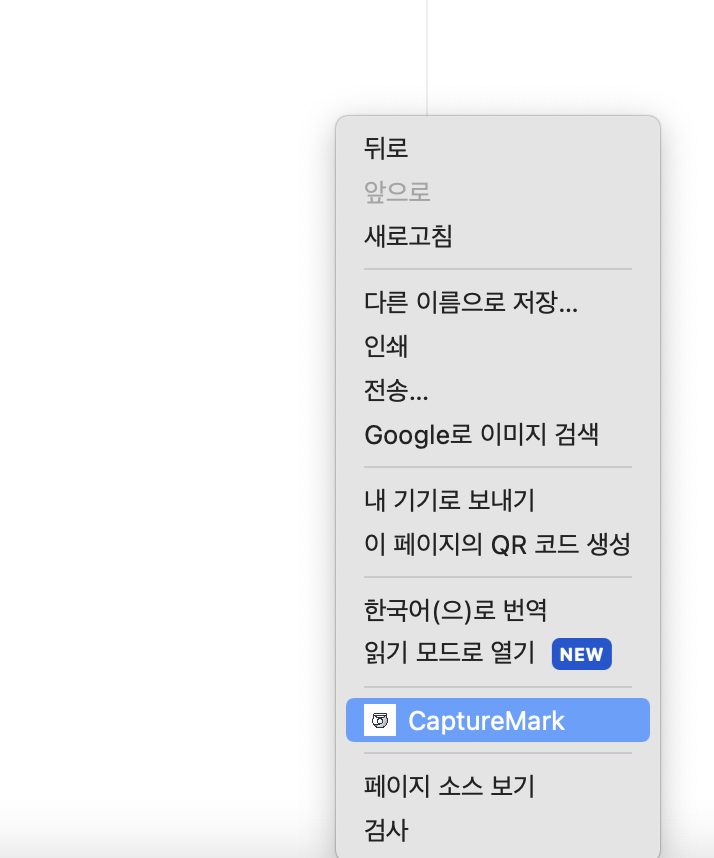 뒤로
앞으로
새로고침
다른 이름으로 저장...
인쇄
전송...
Google로 이미지 검색
내 기기로 보내기
이 페이지의 QR 코드 생성
한국어(으)로 번역
읽기 모드로 열기 NEW
CaptureMark
페이지 소스 보기
검사